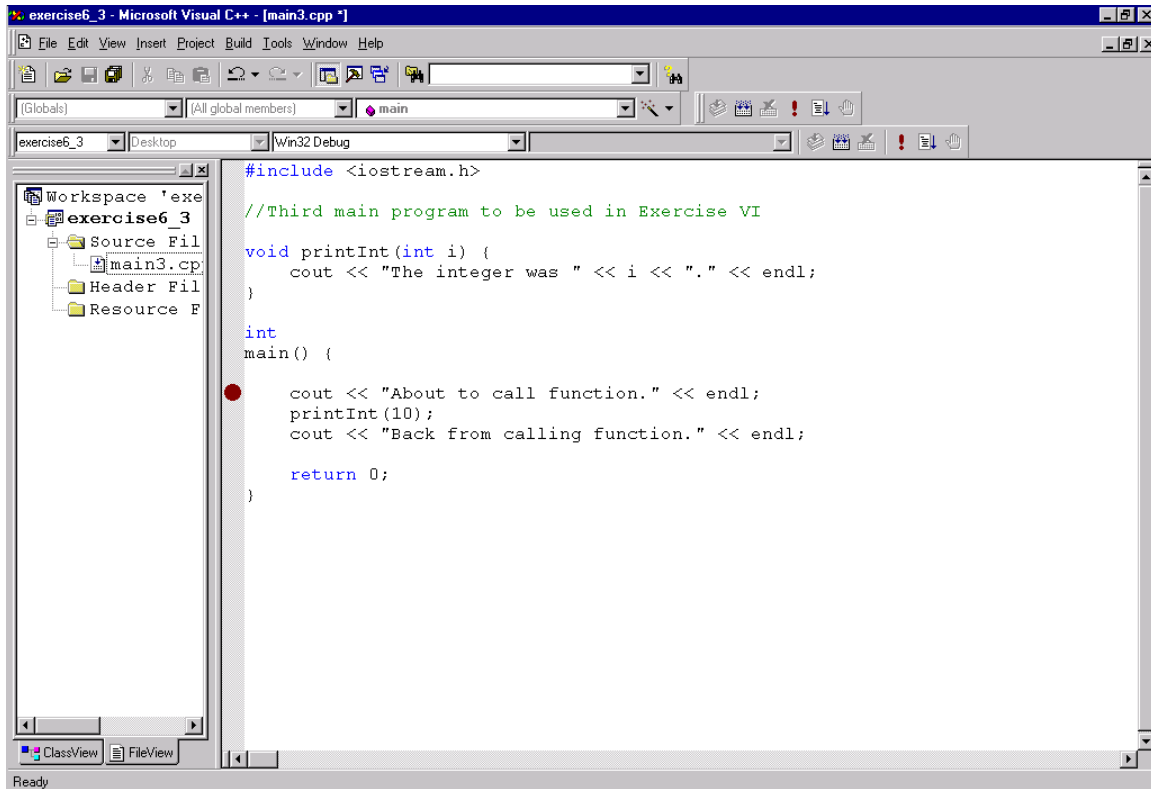 exercise6_3 - Microsoft Visual C++ - [main3.cpp *]
File Edit View Insert Project Build Tools Window Help
(Globals) (All global members) main
exercise6_3 Desktop Win32 Debug
Workspace 'exe
exercise6_3
Source Fil
main3.cp
Header Fil
Resource F
#include <iostream.h>
//Third main program to be used in Exercise VI
void printInt(int i) {
    cout << "The integer was " << i << "." << endl;
}
int
main() {
    cout << "About to call function." << endl;
    printInt(10);
    cout << "Back from calling function." << endl;
    return 0;
}
ClassView FileView
Ready